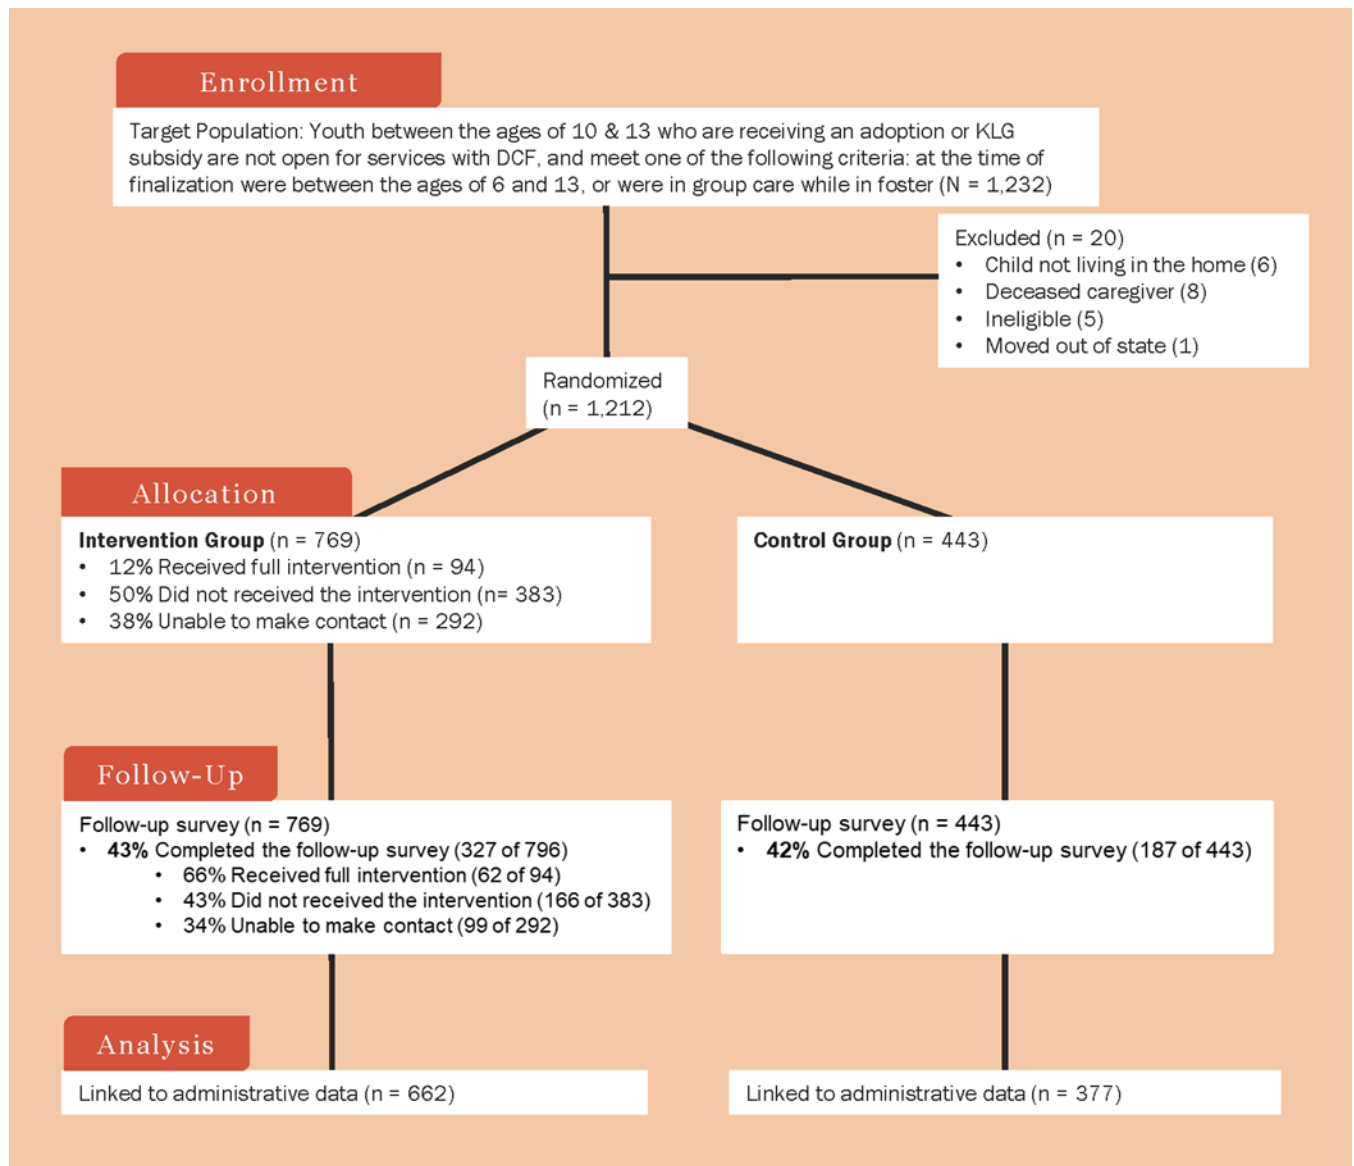 Enrollment
Target Population: Youth between the ages of 10 & 13 who are receiving an adoption or KLG
subsidy are not open for services with DCF, and meet one of the following criteria: at the time of
finalization were between the ages of 6 and 13, or were in group care while in foster (N = 1,232)
Excluded (n = 20)
• Child not living in the home (6)
• Deceased caregiver (8)
• Ineligible (5)
• Moved out of state (1)
Randomized
(n = 1,212)
Allocation
Intervention Group (n = 769)
• 12% Received full intervention (n = 94)
• 50% Did not received the intervention (n= 383)
• 38% Unable to make contact (n = 292)
Control Group (n = 443)
Follow-Up
Follow-up survey (n = 769)
• 43% Completed the follow-up survey (327 of 796)
• 66% Received full intervention (62 of 94)
• 43% Did not received the intervention (166 of 383)
• 34% Unable to make contact (99 of 292)
Follow-up survey (n = 443)
• 42% Completed the follow-up survey (187 of 443)
Analysis
Linked to administrative data (n = 662)
Linked to administrative data (n = 377)